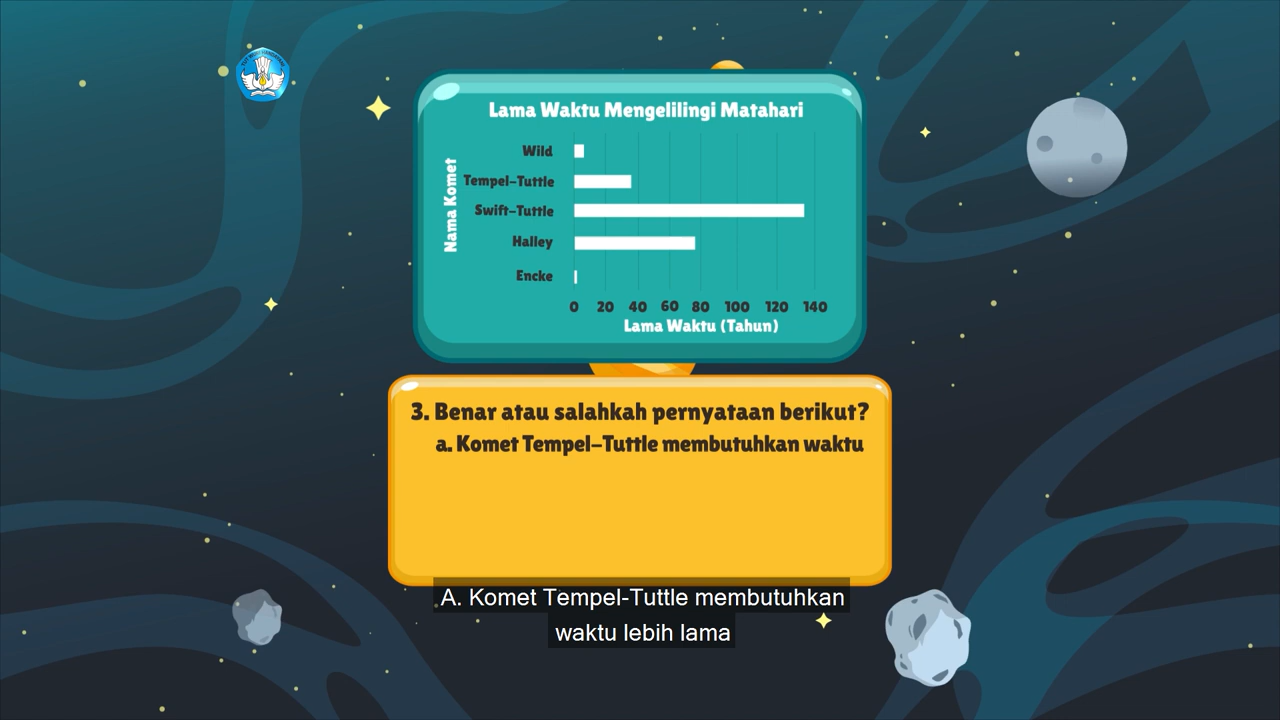 Lama Waktu Mengelilingi Matahari
Nama Komet
Wild
Tempel-Tuttle
Swift-Tuttle
Halley
Encke
0 20 40 60 80 100 120 140
Lama Waktu (Tahun)
3. Benar atau salahkah pernyataan berikut?
a. Komet Tempel-Tuttle membutuhkan waktu
A. Komet Tempel-Tuttle membutuhkan
waktu lebih lama